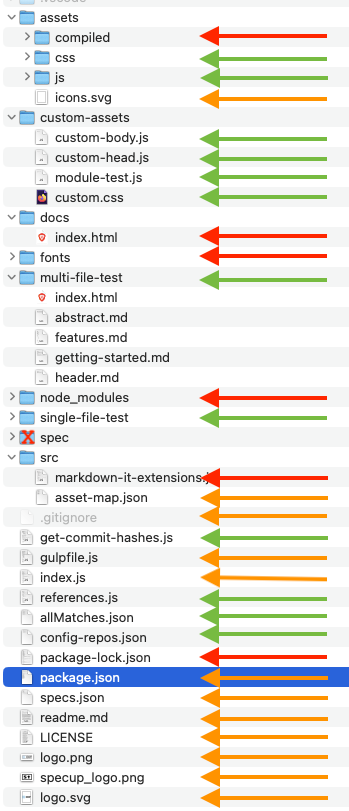 assets
compiled
css
js
icons.svg
custom-assets
custom-body.js
custom-head.js
module-test.js
custom.css
docs
index.html
fonts
multi-file-test
index.html
abstract.md
features.md
getting-started.md
header.md
node_modules
single-file-test
spec
src
markdown-it-extensions.j
asset-map.json
.gitignore
get-commit-hashes.js
gulpfile.js
index.js
references.js
allMatches.json
config-repos.json
package-lock.json
package.json
specs.json
readme.md
LICENSE
logo.png
specup_logo.png
logo.svg